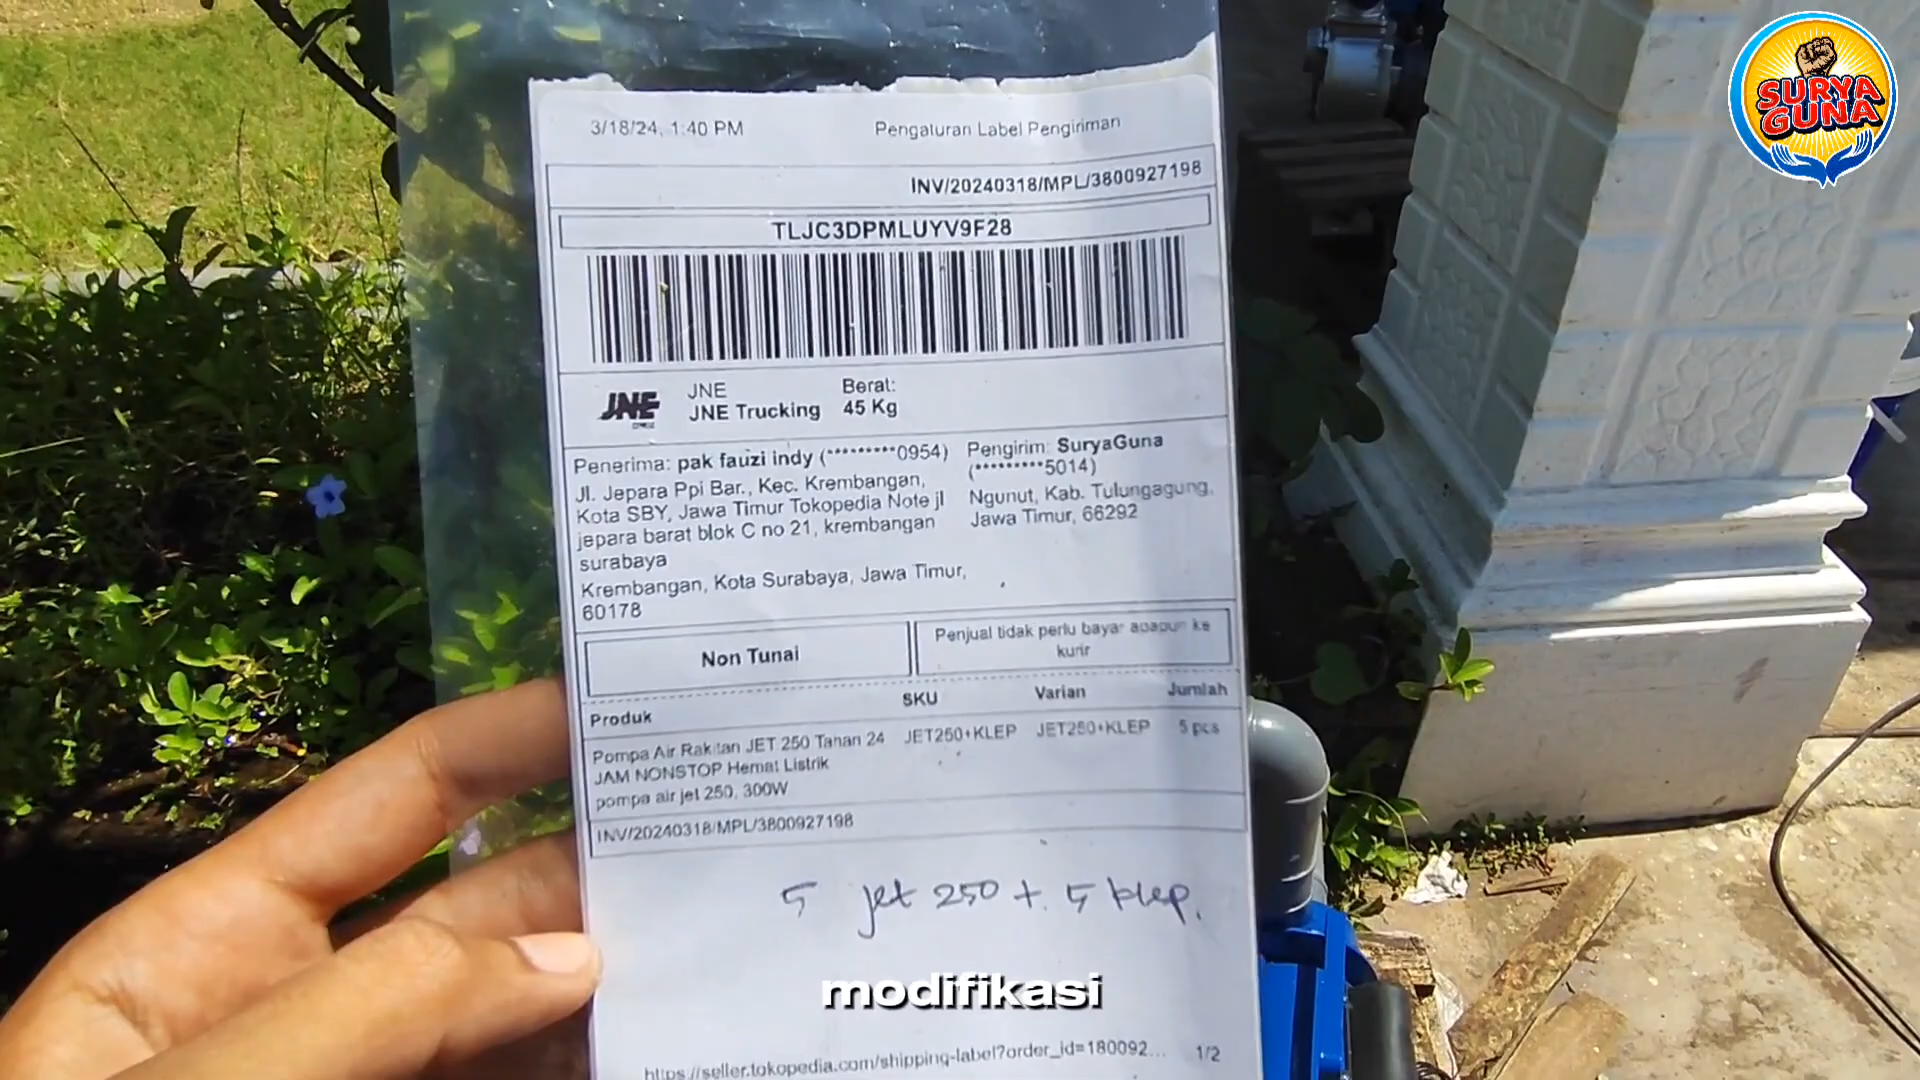 SURYA
GUNA
3/18/24, 1:40 PM
Pengaturan Label Pengiriman
INV/20240318/MPL/3800927198
TLJC3DPMLUYV9F28
JNE
JNE
JNE Trucking
Berat:
45 Kg
Penerima: pak fauzi indy (*********0954)
Jl. Jepara Ppi Bar., Kec. Krembangan,
Kota SBY, Jawa Timur Tokopedia Note jl
jepara barat blok C no 21, krembangan
surabaya
Krembangan, Kota Surabaya, Jawa Timur,
60178
Pengirim: SuryaGuna
(*********5014)
Ngunut, Kab. Tulungagung,
Jawa Timur, 66292
Non Tunai
Penjual tidak perlu bayar apapun ke
kurir
Produk SKU Varian Jumlah
Pompa Air Rakitan JET 250 Tahan 24 JET250+KLEP JET250+KLEP 5 pcs
JAM NONSTOP Hemat Listrik
pompa air jet 250, 300W
INV/20240318/MPL/3800927198
5 jet 250 + 5 klep.
modifikasi
https://seller.tokopedia.com/shipping-label?order_id=180092... 1/2